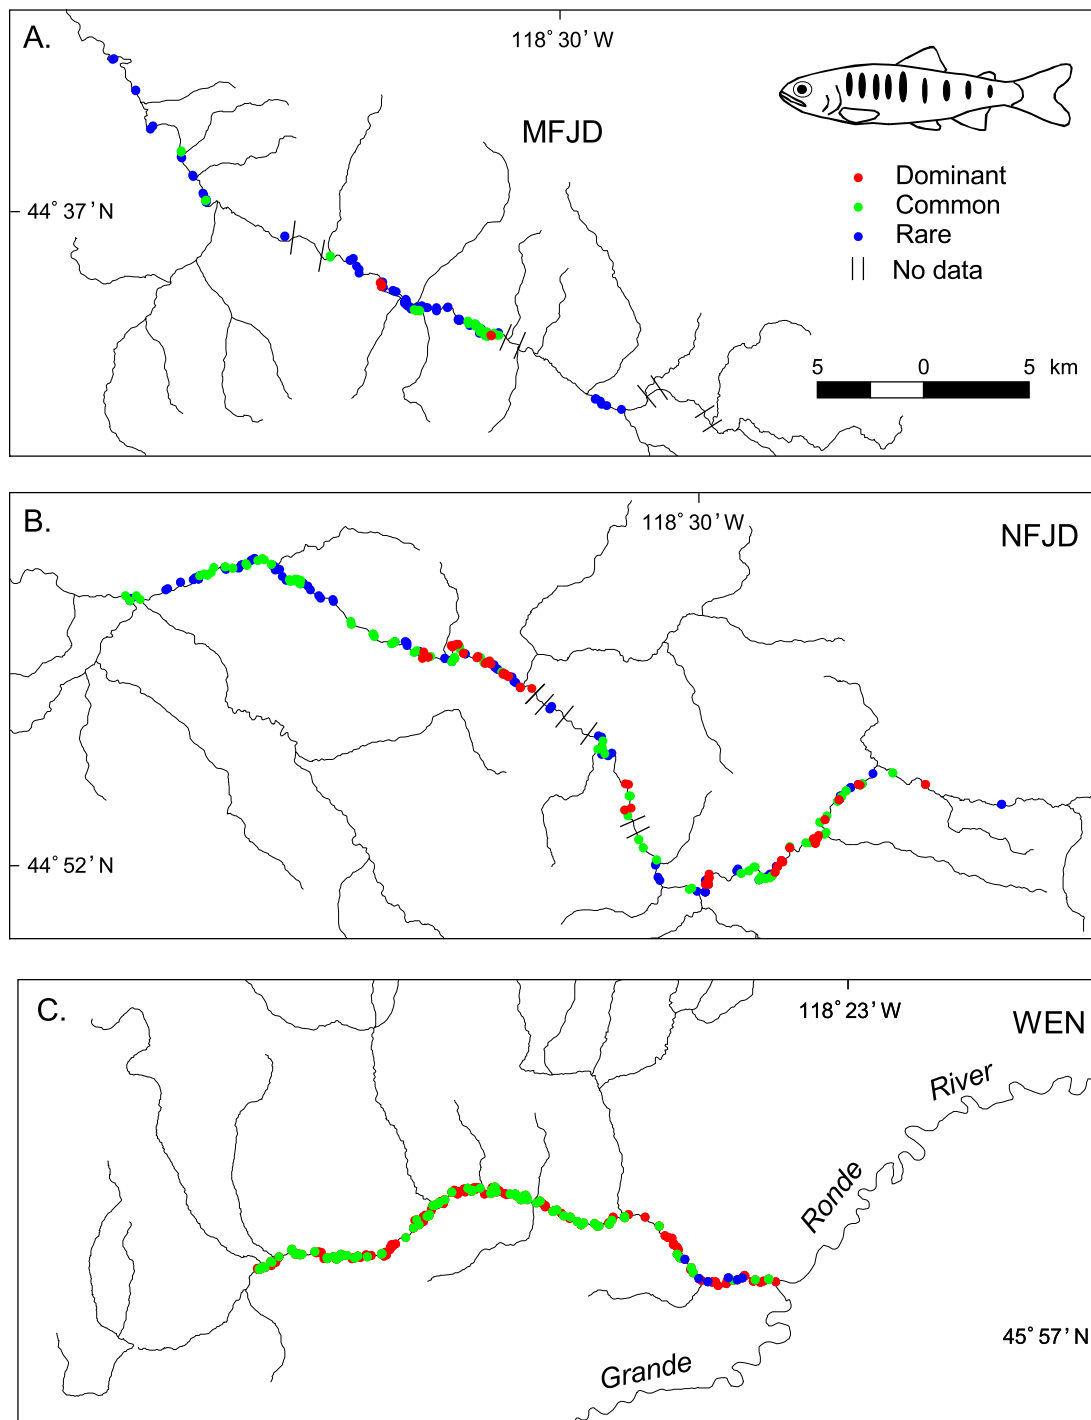 A.
118° 30’ W
MFJD
Dominant
Common
Rare
No data
44° 37’ N
5 0 5 km
B.
118° 30’ W
NFJD
44° 52’ N
C.
118° 23’ W
WEN
River
Ronde
Grande
45° 57’ N